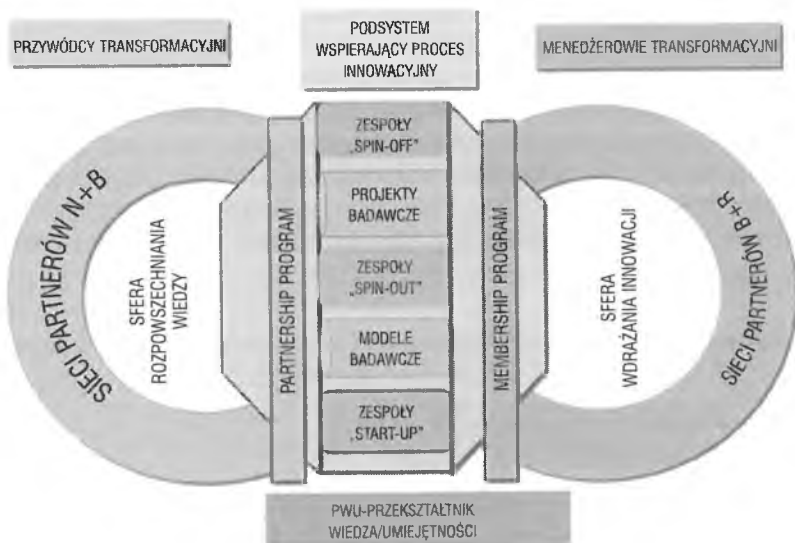 PRZYWÓDCY TRANSFORMACYJNI
PODSYSTEM
WSPIERAJĄCY PROCES
INNOWACYJNY
MENEDŻEROWIE TRANSFORMACYJNI
SIECI PARTNERÓW N+B
SFERA
ROZPOWSZECHNIANIA
WIEDZY
PARTNERSHIP PROGRAM
ZESPOŁY
„SPIN-OFF”
PROJEKTY
BADAWCZE
ZESPOŁY
„SPIN-OUT”
MODELE
BADAWCZE
ZESPOŁY
„START-UP”
MEMBERSHIP PROGRAM
SFERA
WDRAŻANIA INNOWACJI
SIECI PARTNERÓW B+R
PWU-PRZEKSZTAŁTNIK
WIEDZA/UMIEJĘTNOŚCI